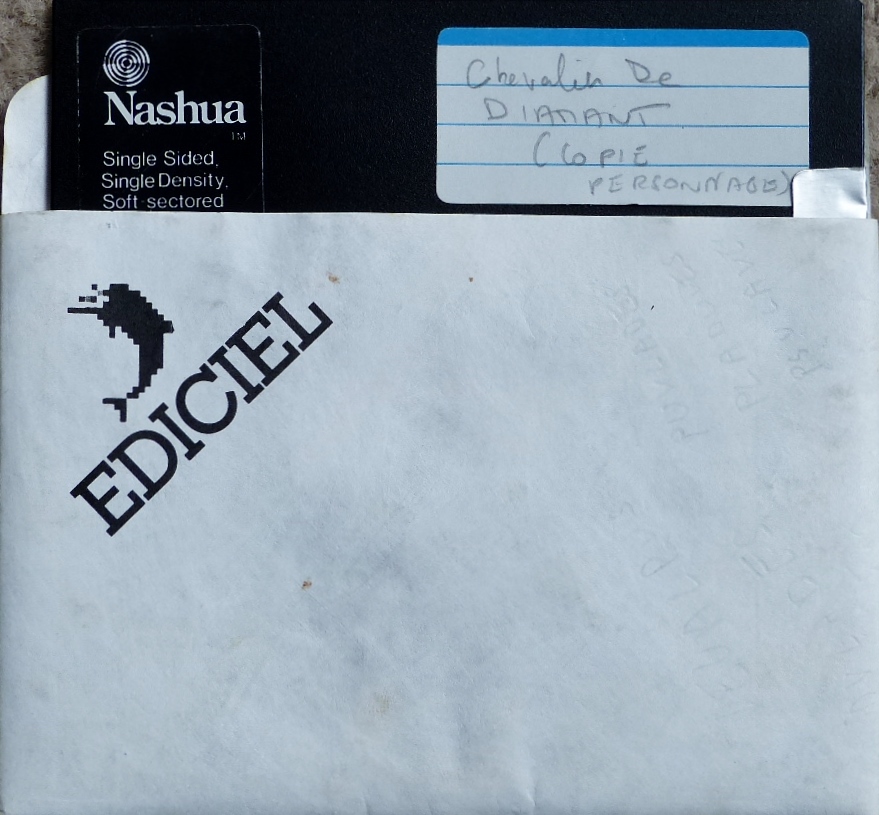 Nashua
TM
Single Sided,
Single Density,
Soft-sectored
Chevalier De
DIAMANT
(COPIE
PERSONNAGE)
EDICIEL